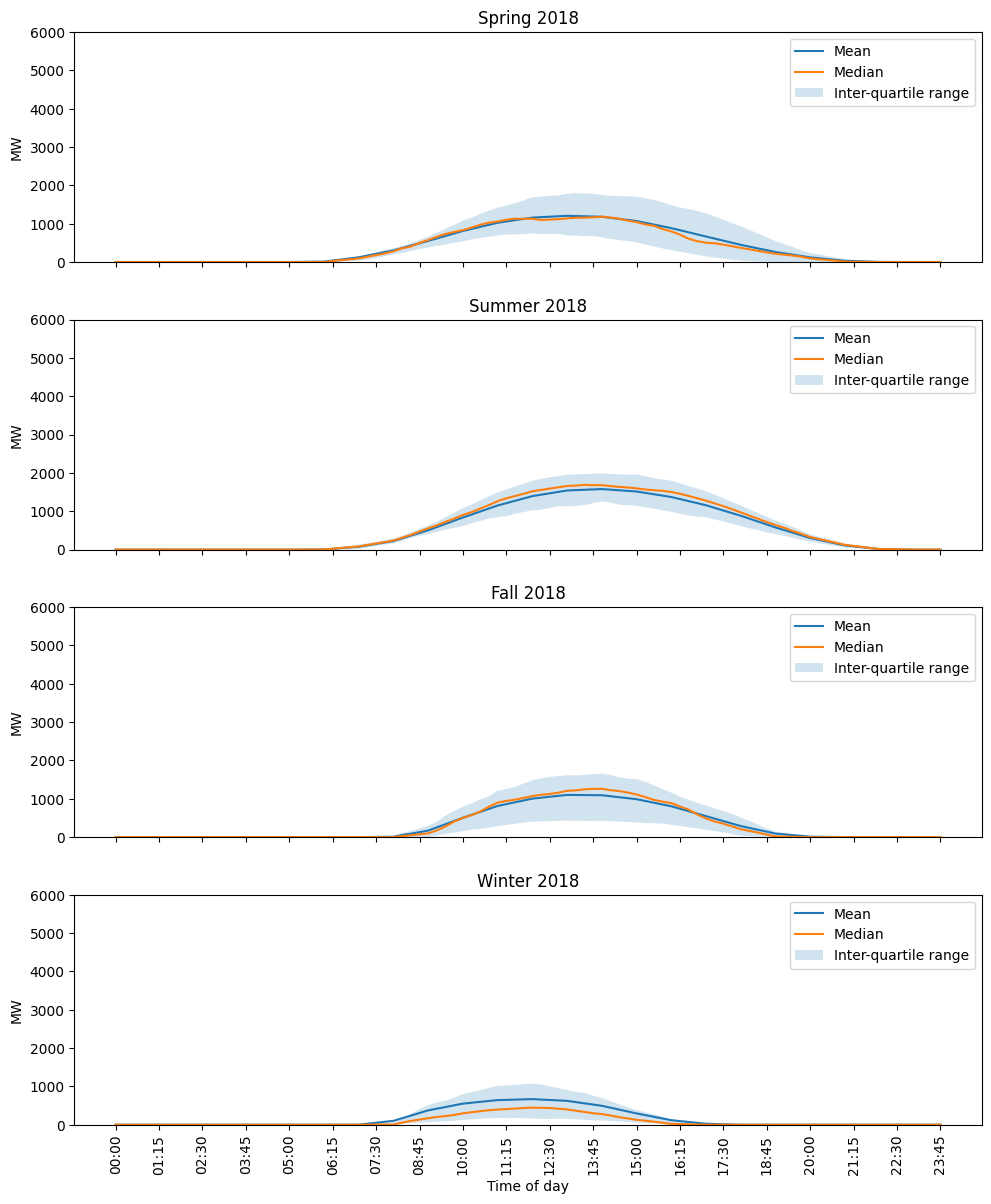 Spring 2018
6000
5000
4000
3000
2000
1000
0
MW
Mean
Median
Inter-quartile range
Summer 2018
6000
5000
4000
3000
2000
1000
0
MW
Mean
Median
Inter-quartile range
Fall 2018
6000
5000
4000
3000
2000
1000
0
MW
Mean
Median
Inter-quartile range
Winter 2018
6000
5000
4000
3000
2000
1000
0
MW
Mean
Median
Inter-quartile range
00:00 01:15 02:30 03:45 05:00 06:15 07:30 08:45 10:00 11:15 12:30 13:45 15:00 16:15 17:30 18:45 20:00 21:15 22:30 23:45
Time of day